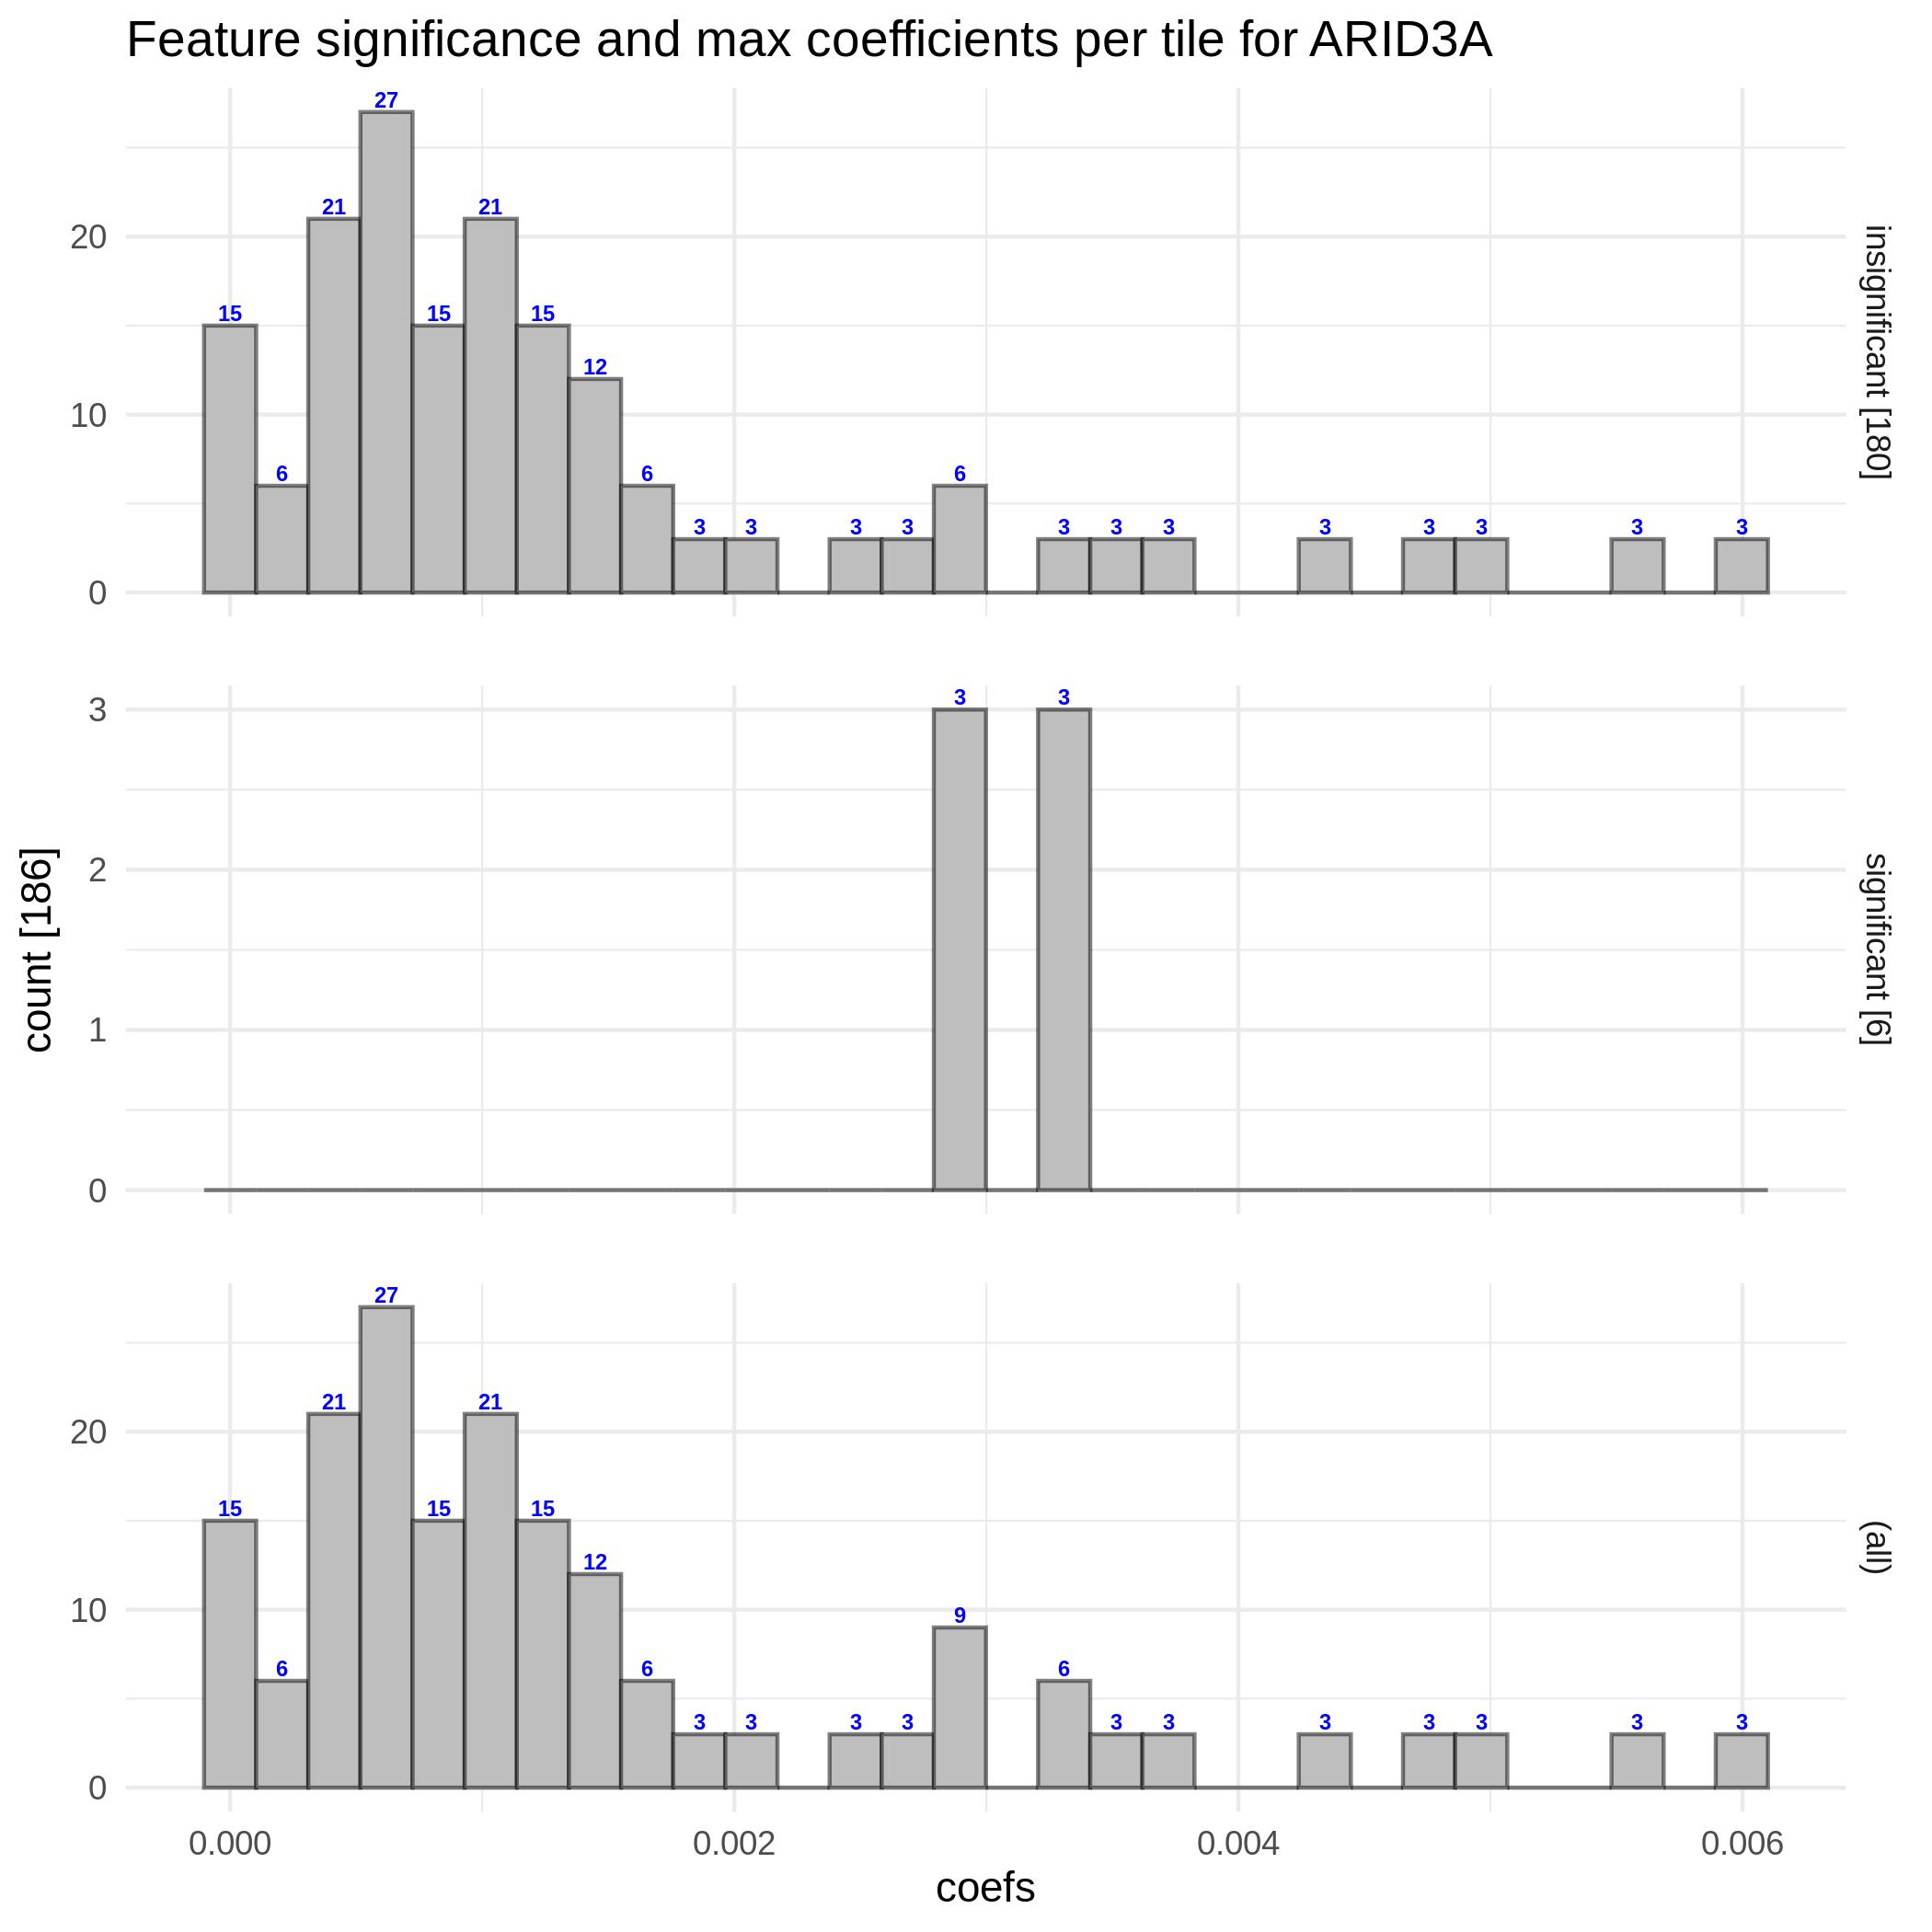 Feature significance and max coefficients per tile for ARID3A
27
21 21
15 15 15
12
6 6 6
3 3 3 3 3 3 3 3 3 3 3 3
20
10
0
insignificant [180]
3 3
3
2
1
0
count [186]
significant [6]
27
21 21
15 15 15
12
9
6 6 6
3 3 3 3 3 3 3 3 3 3 3
20
10
0
(all)
0.000 0.002 0.004 0.006
coefs